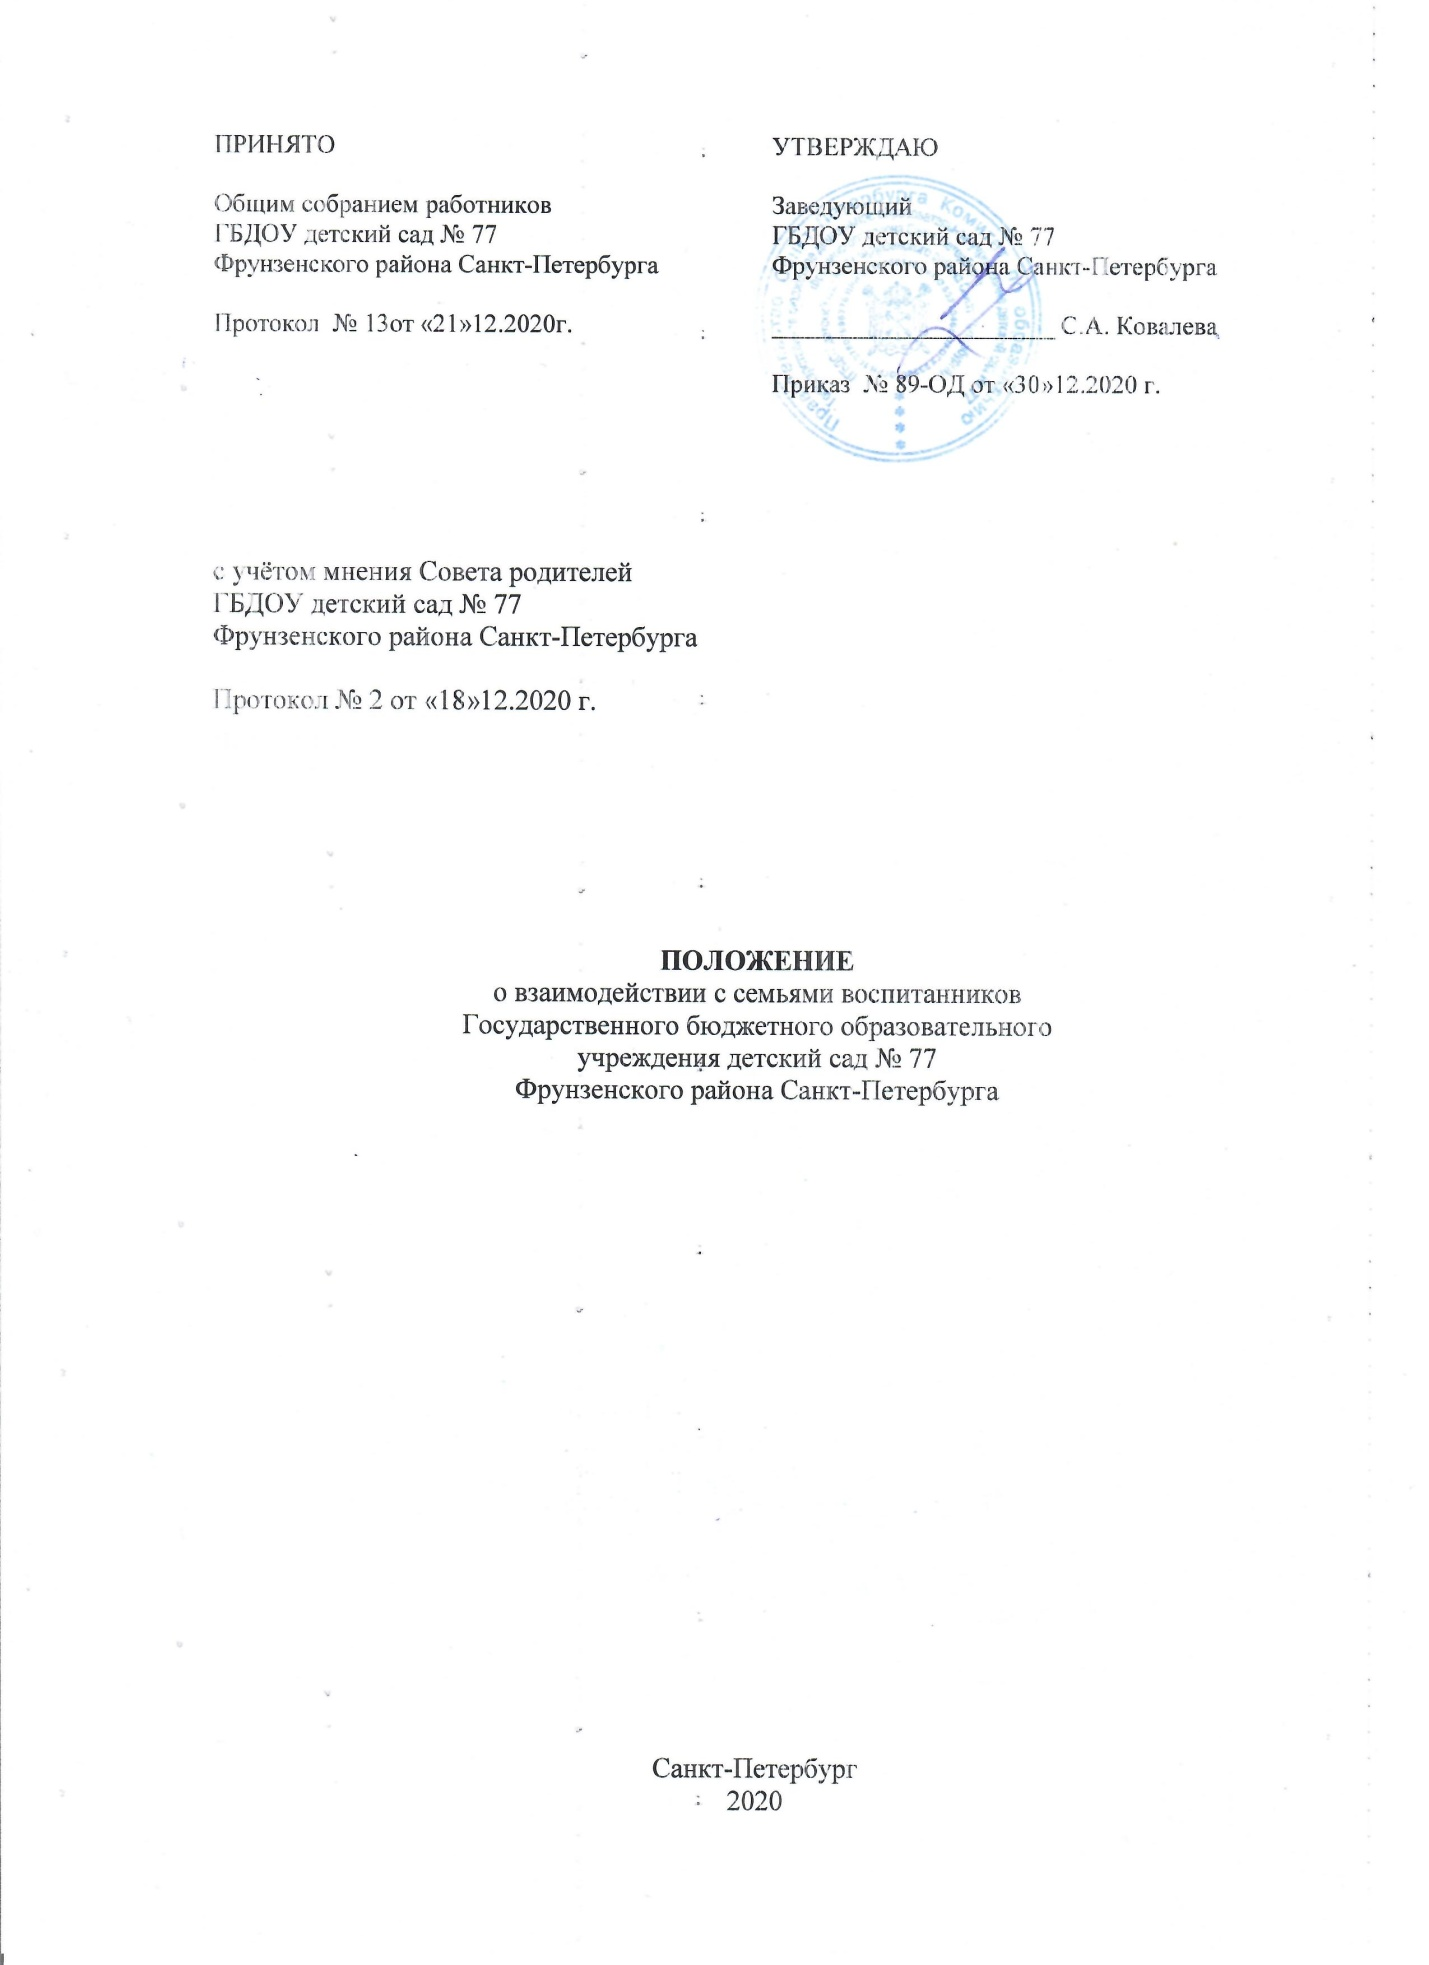 ПРИНЯТО
Общим собранием работников
ГБДОУ детский сад № 77
Фрунзенского района Санкт-Петербурга
Протокол № 13от «21»12.2020г.
УТВЕРЖДАЮ
Заведующий
ГБДОУ детский сад № 77
Фрунзенского района Санкт-Петербурга
С.А. Ковалева
Приказ № 89-ОД от «30»12.2020 г.
с учётом мнения Совета родителей
ГБДОУ детский сад № 77
Фрунзенского района Санкт-Петербурга
Протокол № 2 от «18»12.2020 г.
ПОЛОЖЕНИЕ
о взаимодействии с семьями воспитанников
Государственного бюджетного образовательного
учреждения детский сад № 77
Фрунзенского района Санкт-Петербурга
Санкт-Петербург
2020